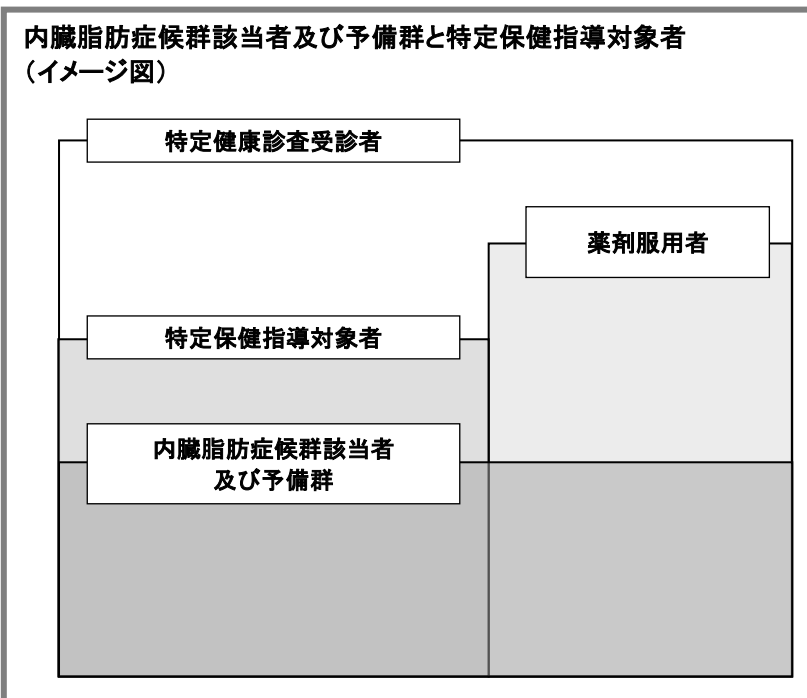 内臓脂肪症候群該当者及び予備群と特定保健指導対象者
（イメージ図）
特定健康診査受診者
薬剤服用者
特定保健指導対象者
内臓脂肪症候群該当者
及び予備群